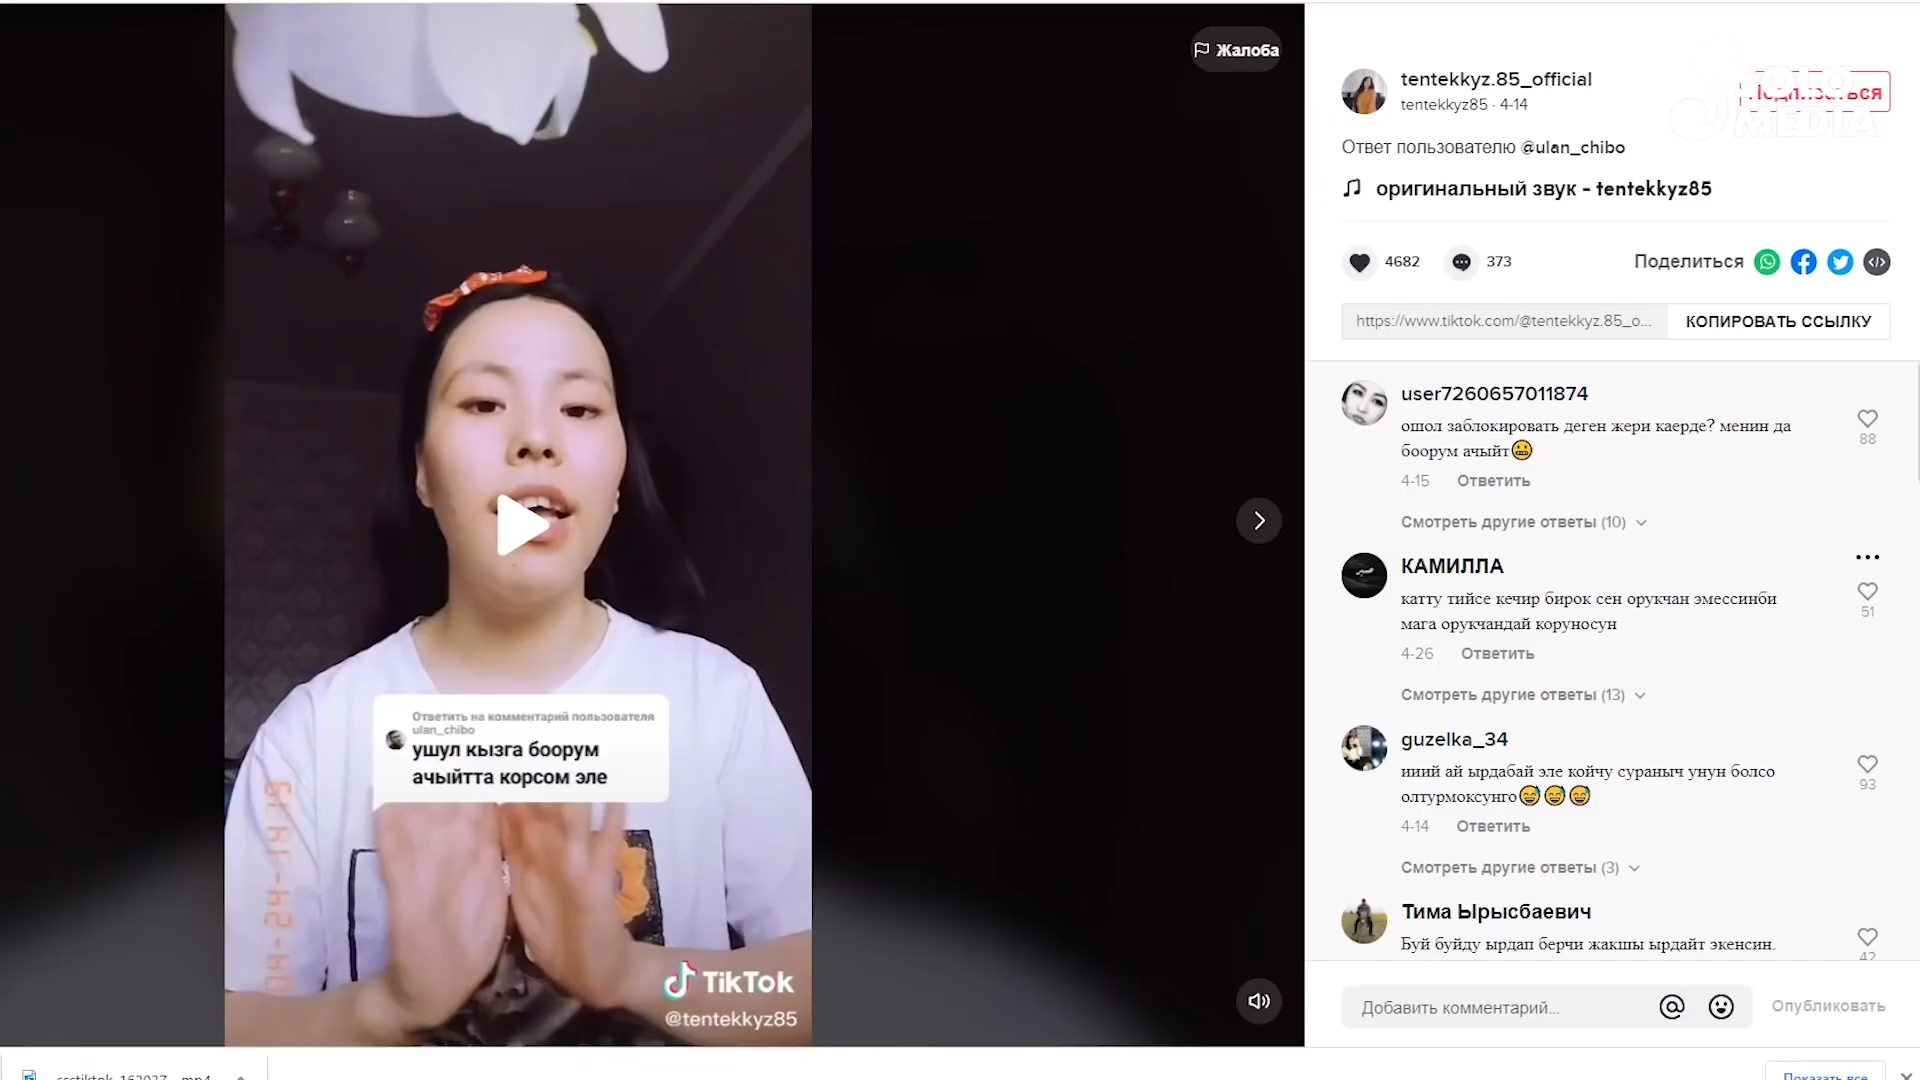 Жалоба
tentekkyz.85_official
tentekkyz85 · 4-14
Подписаться
MEDIA
Ответ пользователю @ulan_chibo
оригинальный звук - tentekkyz85
4682
373
Поделиться
https://www.tiktok.com/@tentekkyz.85_o...
КОПИРОВАТЬ ССЫЛКУ
Ответить на комментарий пользователя
ulan_chibo
ушул кызга боорум
ачыйтта корсом эле
TikTok
@tentekkyz85
user7260657011874
ошол заблокировать деген жери каерде? менин да
боорум ачыйт😬
88
4-15 Ответить
Смотреть другие ответы (10)
КАМИЛЛА
катту тийсе кечир бирок сен орукчан эмессинби
мага орукчандай коруносун
51
4-26 Ответить
Смотреть другие ответы (13)
guzelka_34
ииий ай ырдабай эле койчу сураныч унун болсо
олтурмоксунго😅😅😅
93
4-14 Ответить
Смотреть другие ответы (3)
Тима Ырысбаевич
Буй буйду ырдап берчи жакшы ырдайт экенсин.
42
Добавить комментарий...
Опубликовать
Показать все